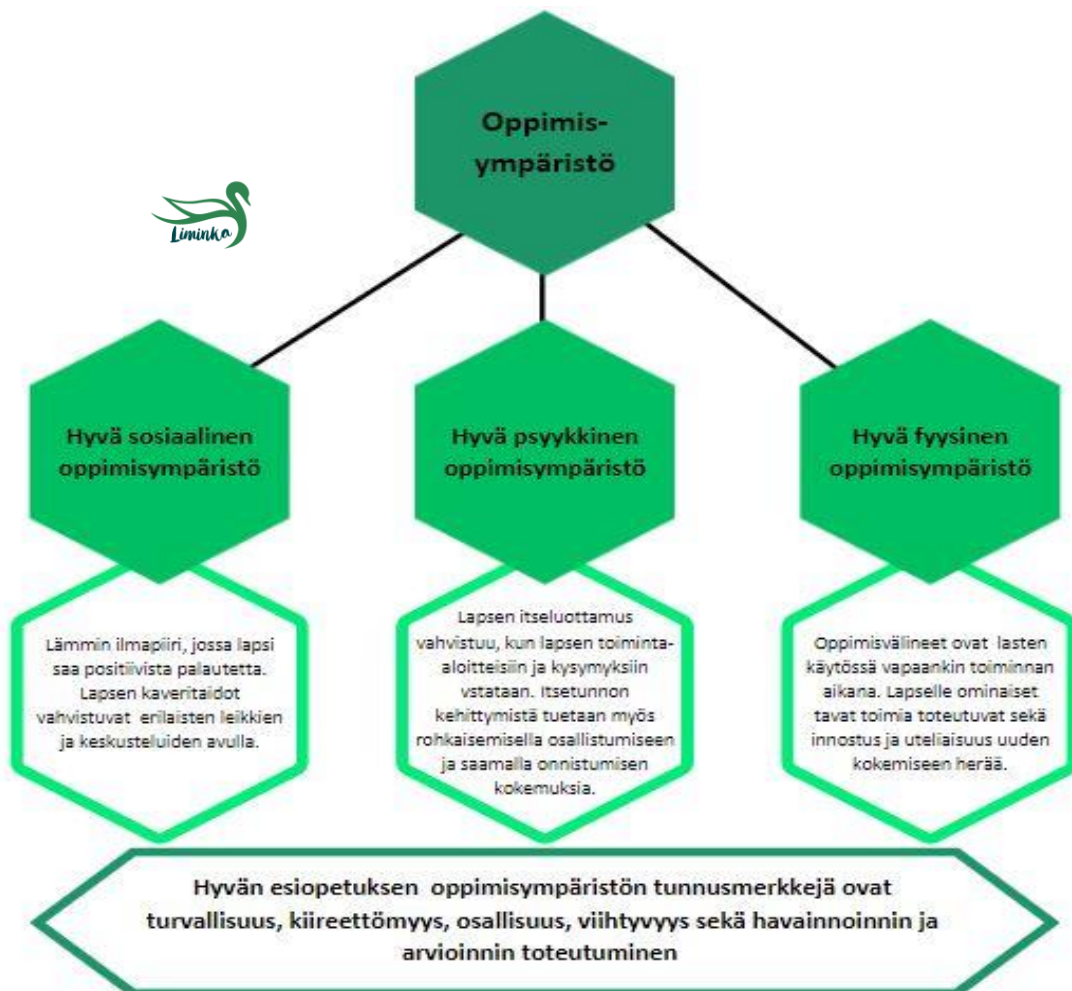 Oppimis-
ympäristö
Liminka
Hyvä sosiaalinen
oppimisympäristö
Hyvä psyykkinen
oppimisympäristö
Hyvä fyysinen
oppimisympäristö
Lämmin ilmapiiri, jossa lapsi
saa positiivista palautetta.
Lapsen kaveritaidot
vahvistuvat erilaisten leikkien
ja keskusteluiden avulla.
Lapsen itseluottamus
vahvistuu, kun lapsen toiminta-
aloitteisiin ja kysymyksiin
vstataan. Itsetunnon
kehittymistä tuetaan myös
rohkaisemisella osallistumiseen
ja saamalla onnistumisen
kokemuksia.
Oppimisvälineet ovat lasten
käytössä vapaankin toiminnan
aikana. Lapselle ominaiset
tavat toimia toteutuvat sekä
innostus ja uteliaisuus uuden
kokemiseen herää.
Hyvän esiopetuksen oppimisympäristön tunnusmerkkejä ovat
turvallisuus, kiireettömyys, osallisuus, viihtyvyys sekä havainnoinnin ja
arvioinnin toteutuminen